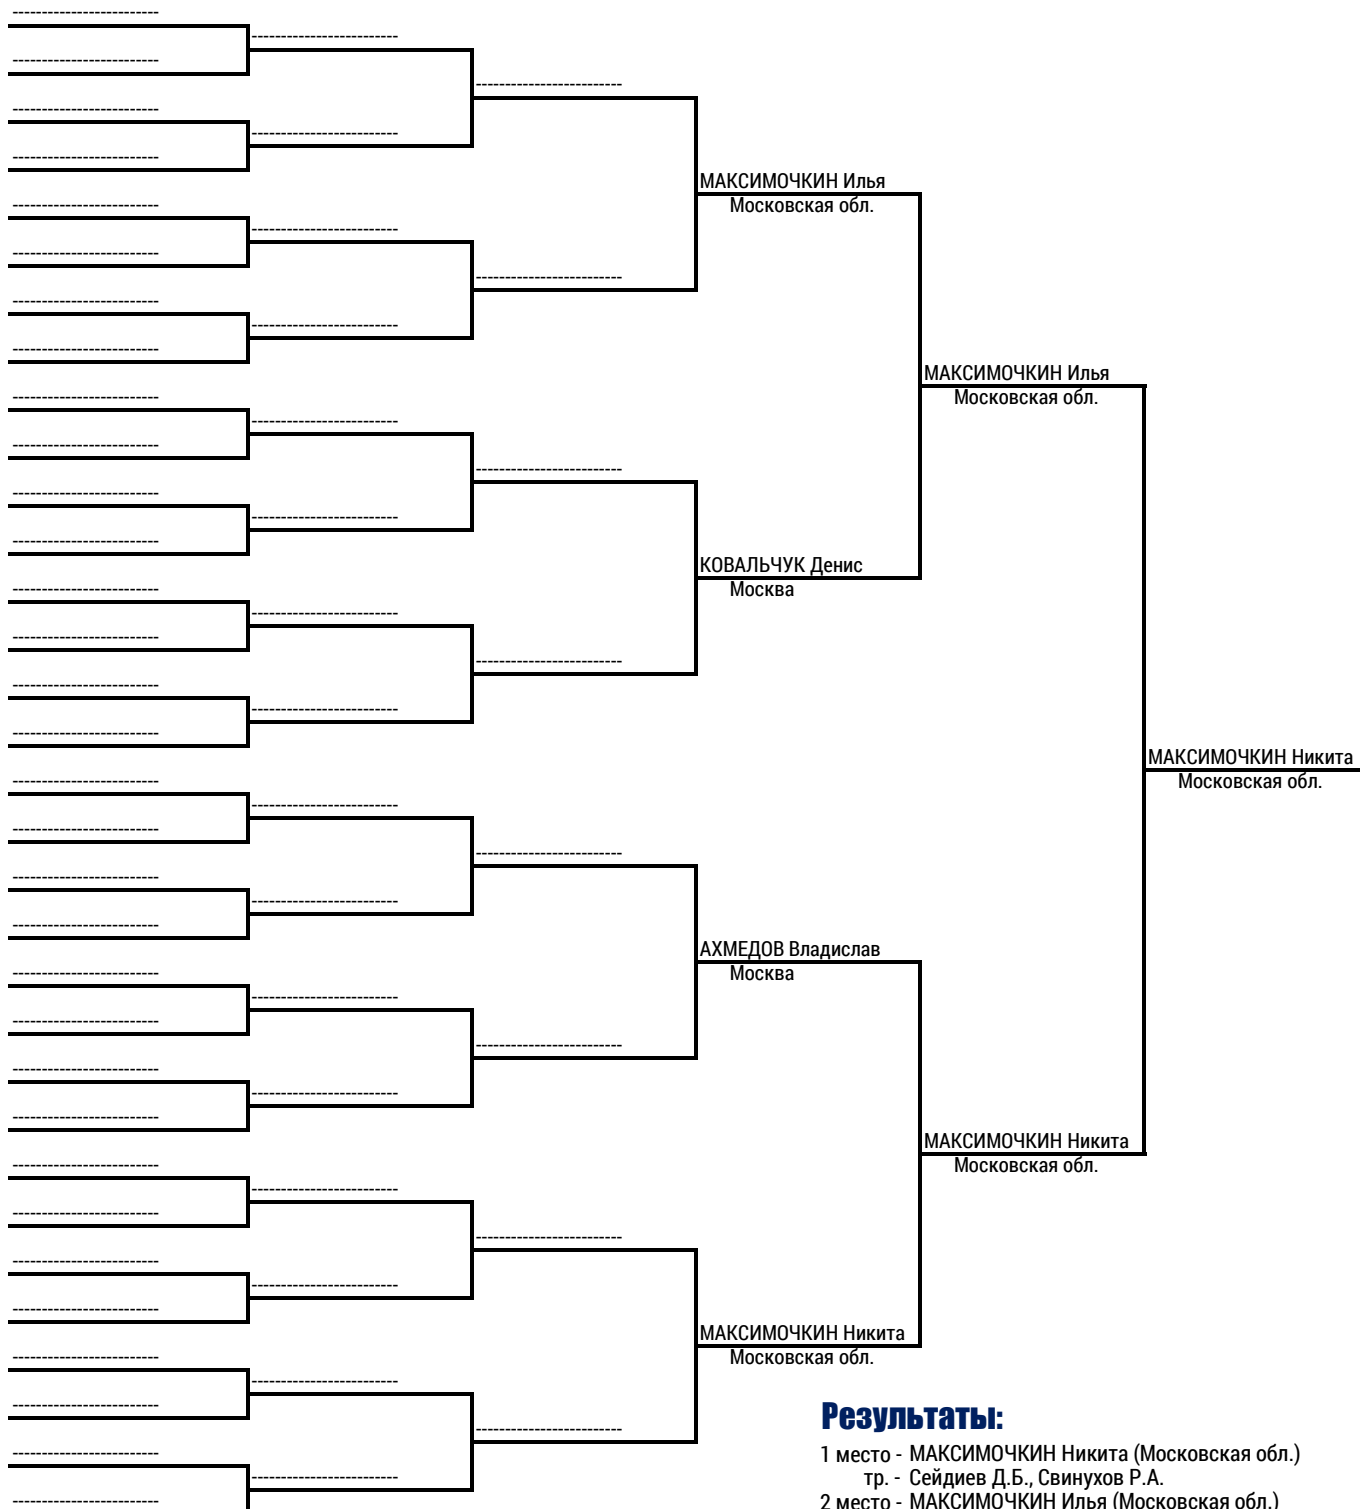 МАКСИМОЧКИН Илья
Московская обл.
МАКСИМОЧКИН Илья
Московская обл.
КОВАЛЬЧУК Денис
Москва
МАКСИМОЧКИН Никита
Московская обл.
АХМЕДОВ Владислав
Москва
МАКСИМОЧКИН Никита
Московская обл.
МАКСИМОЧКИН Никита
Московская обл.
Результаты:
1 место - МАКСИМОЧКИН Никита (Московская обл.)
тр. - Сейдиев Д.Б., Свинухов Р.А.
2 место - МАКСИМОЧКИН Илья (Московская обл.)